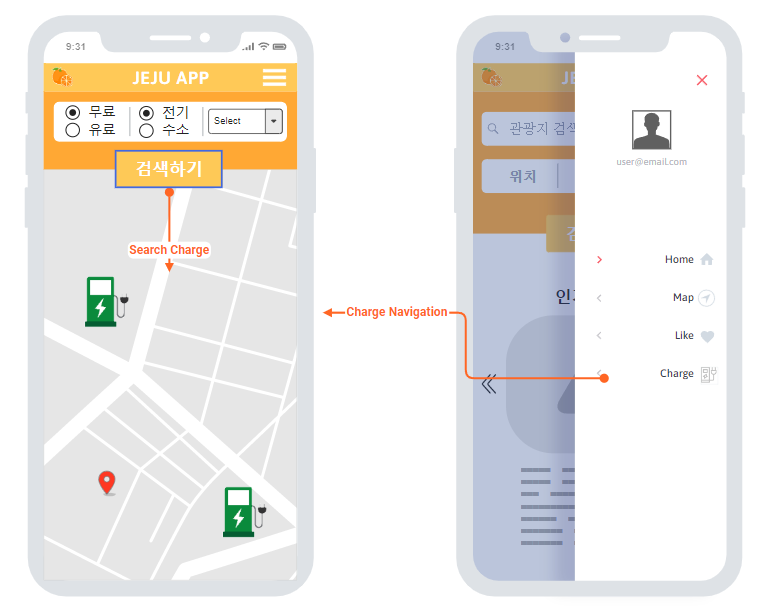 9:31
JEJU APP
무료
유료
전기
수소
Select
검색하기
Search Charge
Charge Navigation
9:31
관광지 검색
위치
user@email.com
Home
Map
Like
Charge